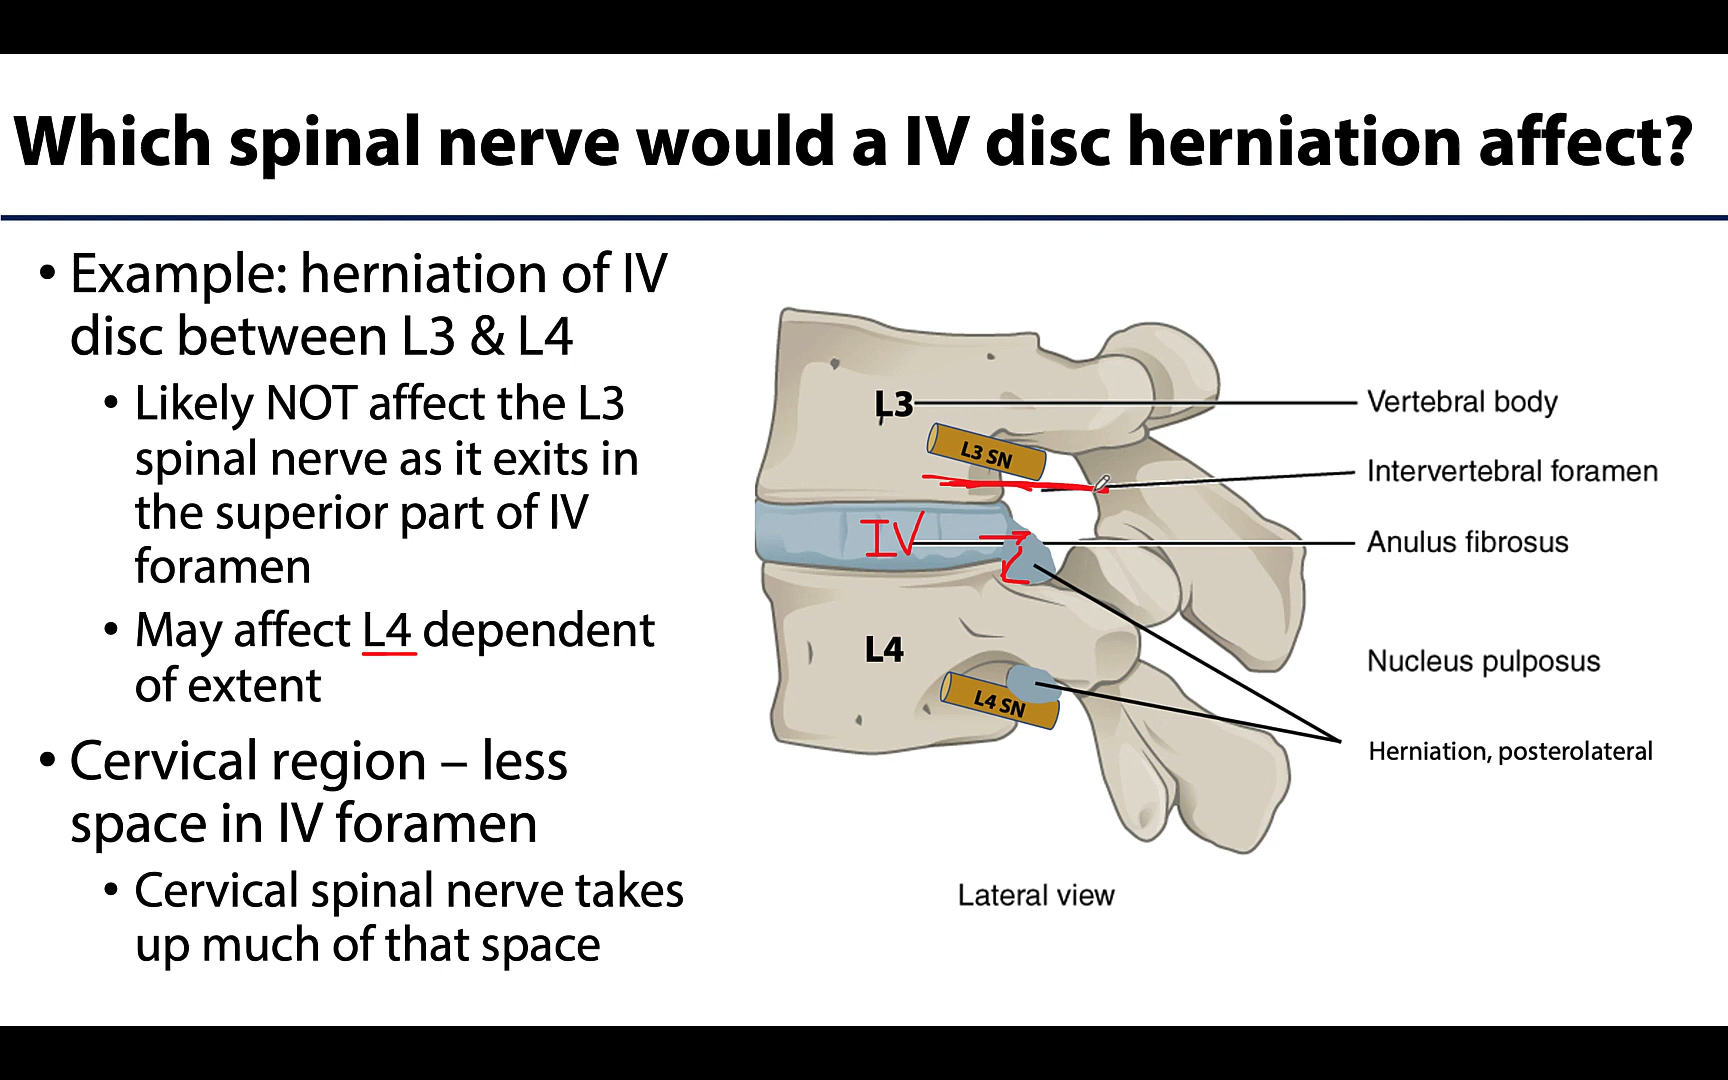 Which spinal nerve would a IV disc herniation affect?
• Example: herniation of IV
disc between L3 & L4
• Likely NOT affect the L3
spinal nerve as it exits in
the superior part of IV
foramen
• May affect L4 dependent
of extent
• Cervical region – less
space in IV foramen
• Cervical spinal nerve takes
up much of that space
L3
Vertebral body
L3 SN
Intervertebral foramen
IV
Anulus fibrosus
L4
Nucleus pulposus
L4 SN
Herniation, posterolateral
Lateral view